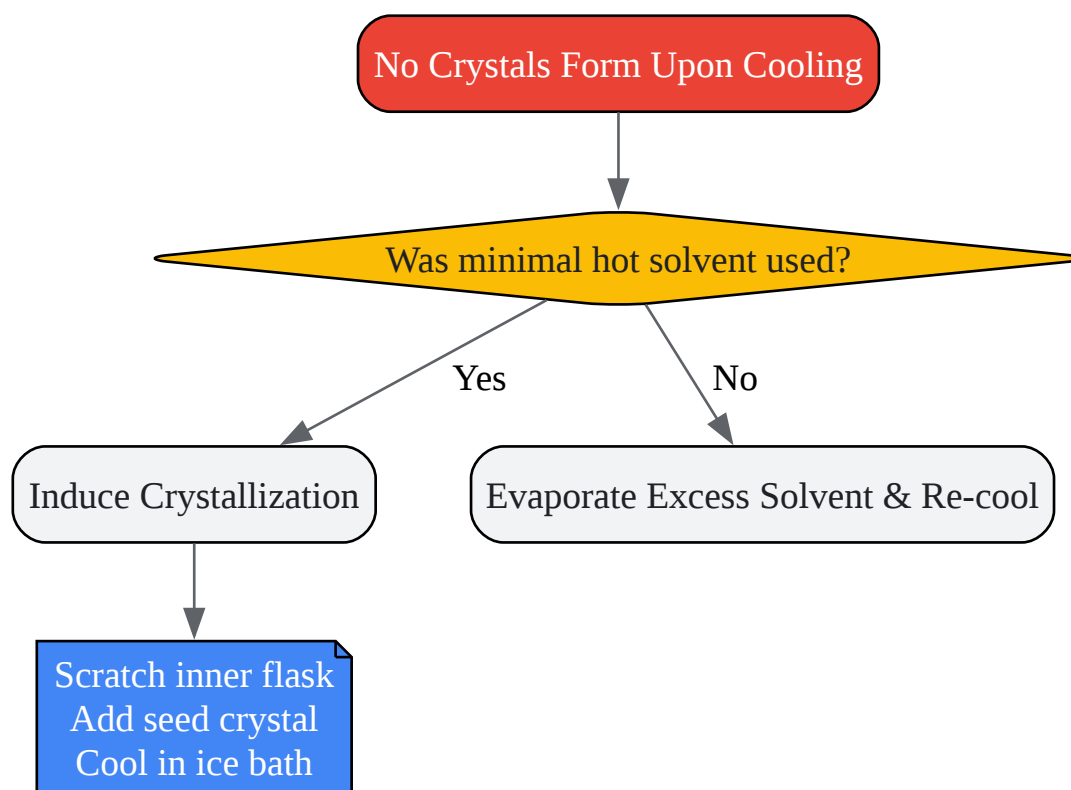 No Crystals Form Upon Cooling
Was minimal hot solvent used?
Yes
No
Induce Crystallization
Evaporate Excess Solvent & Re-cool
Scratch inner flask
Add seed crystal
Cool in ice bath